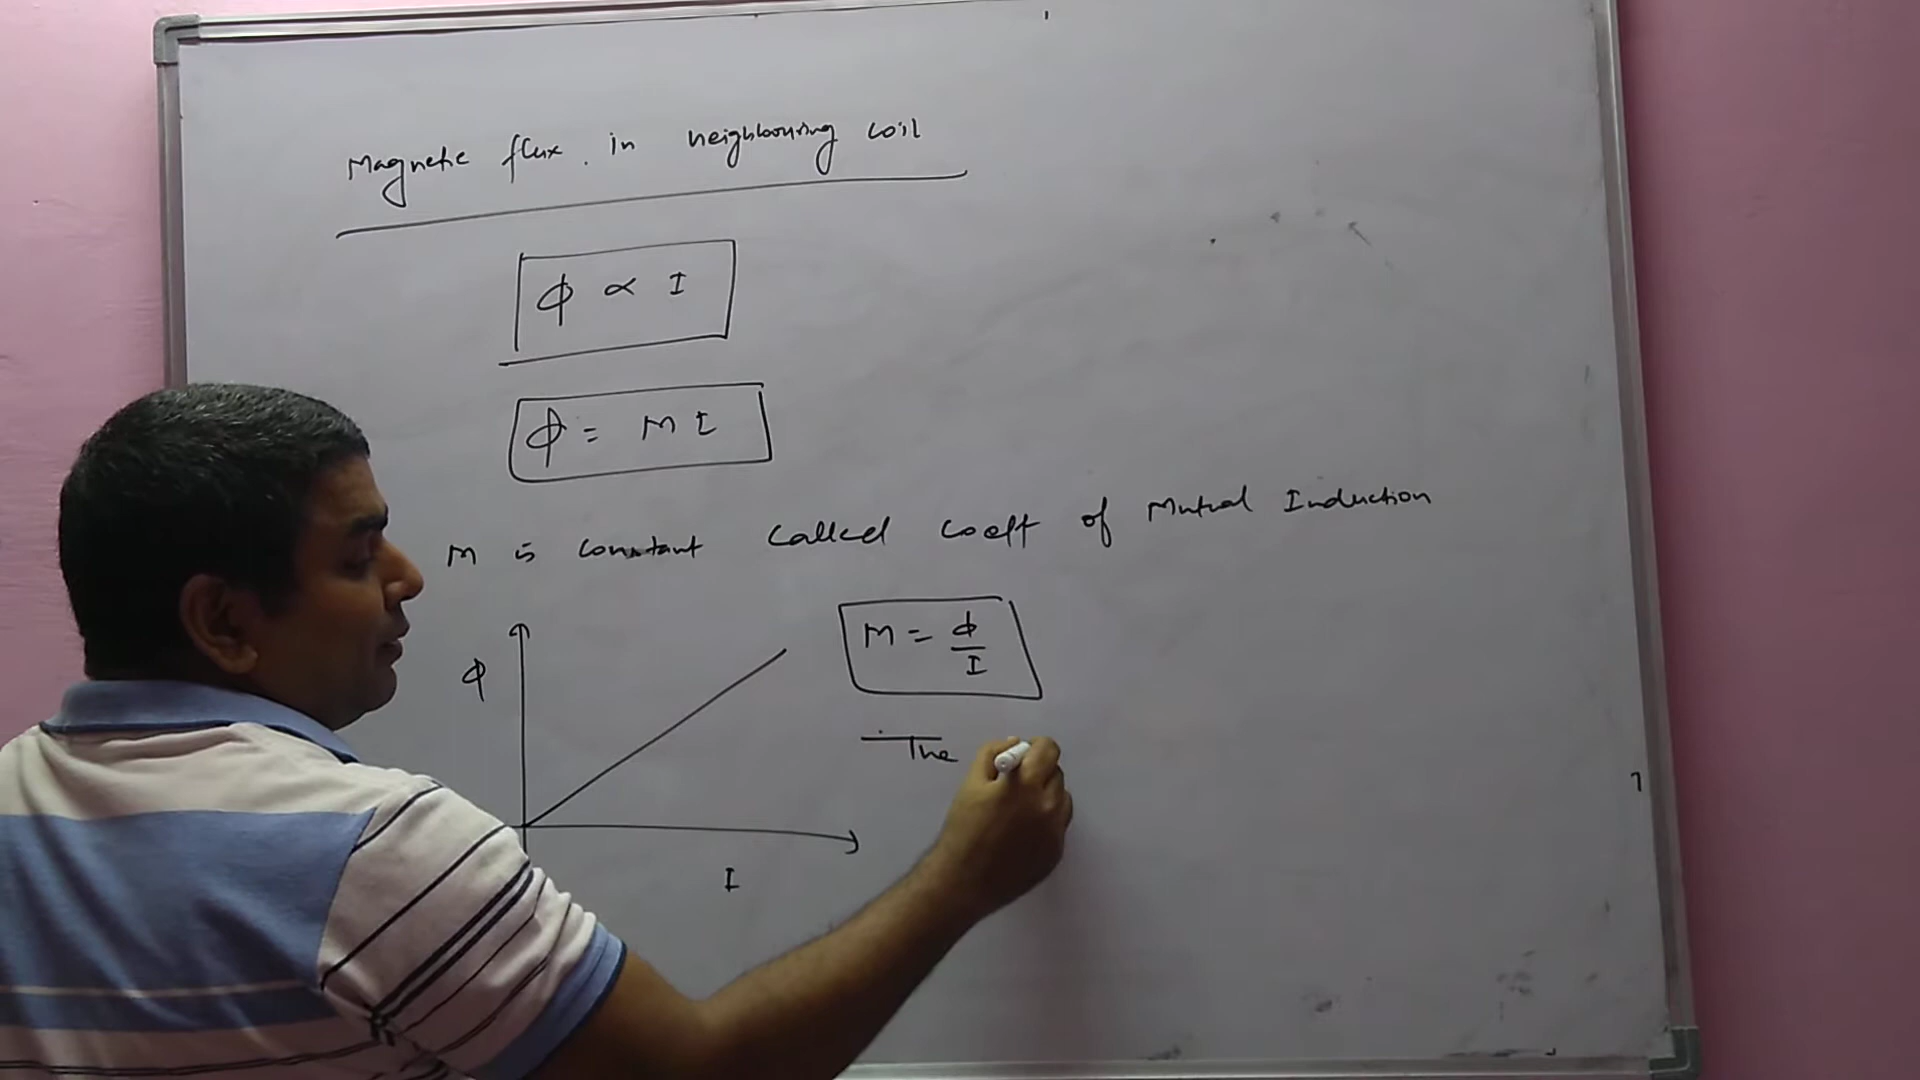 Magnetic flux in neighbouring coil
ϕ ∝ I
ϕ = M I
M is constant called coeff of Mutual Induction
ϕ
M = ϕ/I
The
I